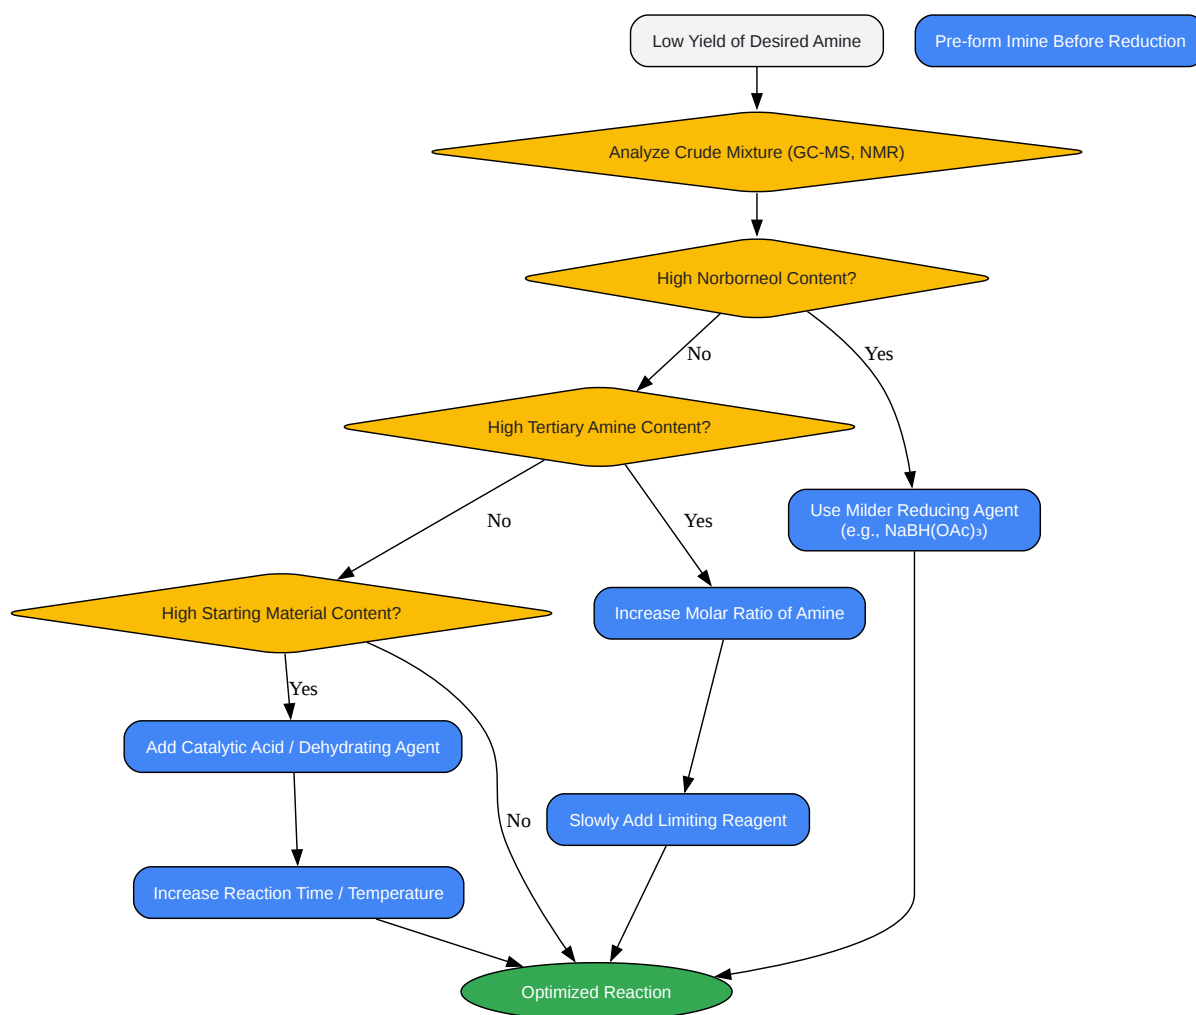 Low Yield of Desired Amine
Pre-form Imine Before Reduction
Analyze Crude Mixture (GC-MS, NMR)
High Norborneol Content?
No
Yes
High Tertiary Amine Content?
No
Yes
Use Milder Reducing Agent
(e.g., NaBH(OAc)₃)
High Starting Material Content?
Increase Molar Ratio of Amine
Yes
Add Catalytic Acid / Dehydrating Agent
No
Slowly Add Limiting Reagent
Increase Reaction Time / Temperature
Optimized Reaction